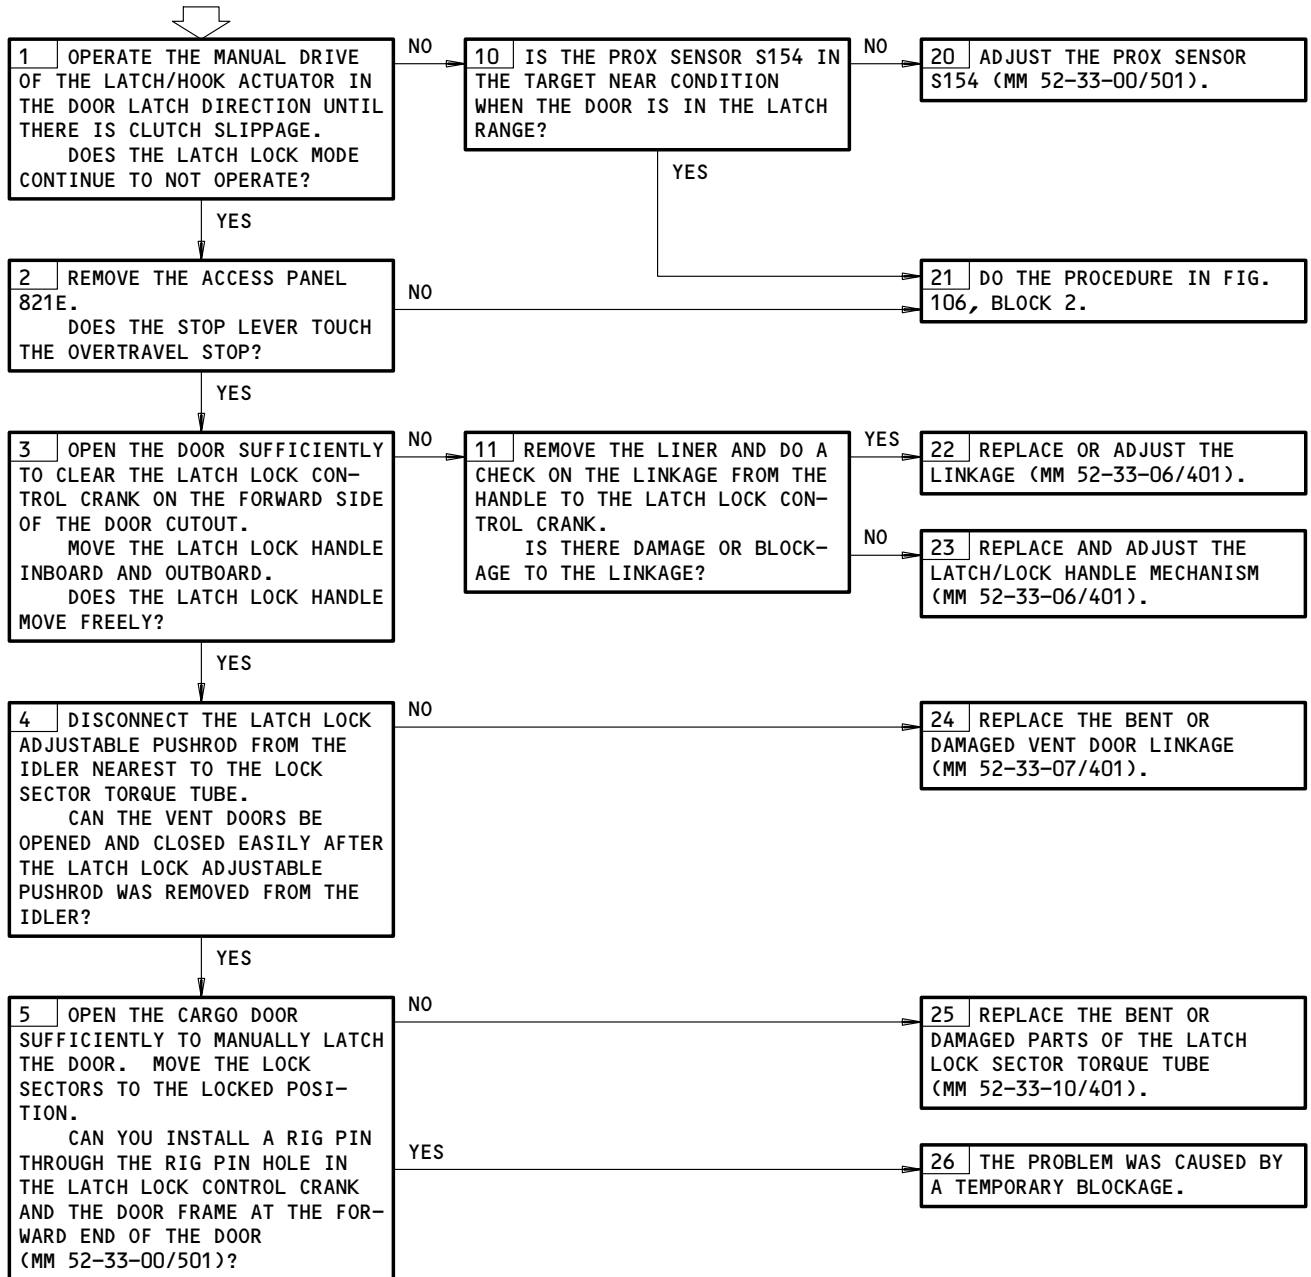 1 OPERATE THE MANUAL DRIVE
OF THE LATCH/HOOK ACTUATOR IN
THE DOOR LATCH DIRECTION UNTIL
THERE IS CLUTCH SLIPPAGE.
DOES THE LATCH LOCK MODE
CONTINUE TO NOT OPERATE?
NO
10 IS THE PROX SENSOR S154 IN
THE TARGET NEAR CONDITION
WHEN THE DOOR IS IN THE LATCH
RANGE?
NO
20 ADJUST THE PROX SENSOR
S154 (MM 52-33-00/501).
YES
YES
2 REMOVE THE ACCESS PANEL
821E.
DOES THE STOP LEVER TOUCH
THE OVERTRAVEL STOP?
NO
21 DO THE PROCEDURE IN FIG.
106, BLOCK 2.
YES
3 OPEN THE DOOR SUFFICIENTLY
TO CLEAR THE LATCH LOCK CON-
TROL CRANK ON THE FORWARD SIDE
OF THE DOOR CUTOUT.
MOVE THE LATCH LOCK HANDLE
INBOARD AND OUTBOARD.
DOES THE LATCH LOCK HANDLE
MOVE FREELY?
NO
11 REMOVE THE LINER AND DO A
CHECK ON THE LINKAGE FROM THE
HANDLE TO THE LATCH LOCK CON-
TROL CRANK.
IS THERE DAMAGE OR BLOCK-
AGE TO THE LINKAGE?
YES
22 REPLACE OR ADJUST THE
LINKAGE (MM 52-33-06/401).
NO
23 REPLACE AND ADJUST THE
LATCH/LOCK HANDLE MECHANISM
(MM 52-33-06/401).
YES
4 DISCONNECT THE LATCH LOCK
ADJUSTABLE PUSHROD FROM THE
IDLER NEAREST TO THE LOCK
SECTOR TORQUE TUBE.
CAN THE VENT DOORS BE
OPENED AND CLOSED EASILY AFTER
THE LATCH LOCK ADJUSTABLE
PUSHROD WAS REMOVED FROM THE
IDLER?
NO
24 REPLACE THE BENT OR
DAMAGED VENT DOOR LINKAGE
(MM 52-33-07/401).
YES
5 OPEN THE CARGO DOOR
SUFFICIENTLY TO MANUALLY LATCH
THE DOOR. MOVE THE LOCK
SECTORS TO THE LOCKED POSI-
TION.
CAN YOU INSTALL A RIG PIN
THROUGH THE RIG PIN HOLE IN
THE LATCH LOCK CONTROL CRANK
AND THE DOOR FRAME AT THE FOR-
WARD END OF THE DOOR
(MM 52-33-00/501)?
NO
25 REPLACE THE BENT OR
DAMAGED PARTS OF THE LATCH
LOCK SECTOR TORQUE TUBE
(MM 52-33-10/401).
YES
26 THE PROBLEM WAS CAUSED BY
A TEMPORARY BLOCKAGE.